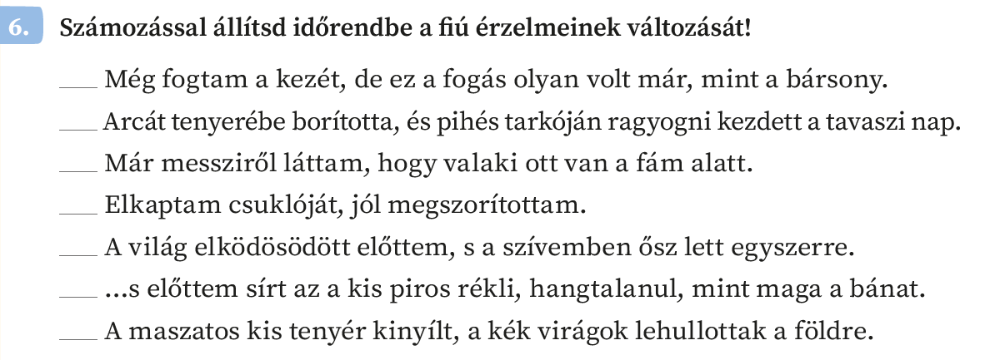 6. Számozással állítsd időrendbe a fiú érzelmeinek változását!
___ Még fogtam a kezét, de ez a fogás olyan volt már, mint a bársony.
___ Arcát tenyerébe borította, és pihés tarkóján ragyogni kezdett a tavaszi nap.
___ Már messziről láttam, hogy valaki ott van a fám alatt.
___ Elkaptam csuklóját, jól megszorítottam.
___ A világ elködösödött előttem, s a szívemben ősz lett egyszerre.
___ ...s előttem sírt az a kis piros rékli, hangtalanul, mint maga a bánat.
___ A maszatos kis tenyér kinyílt, a kék virágok lehullottak a földre.